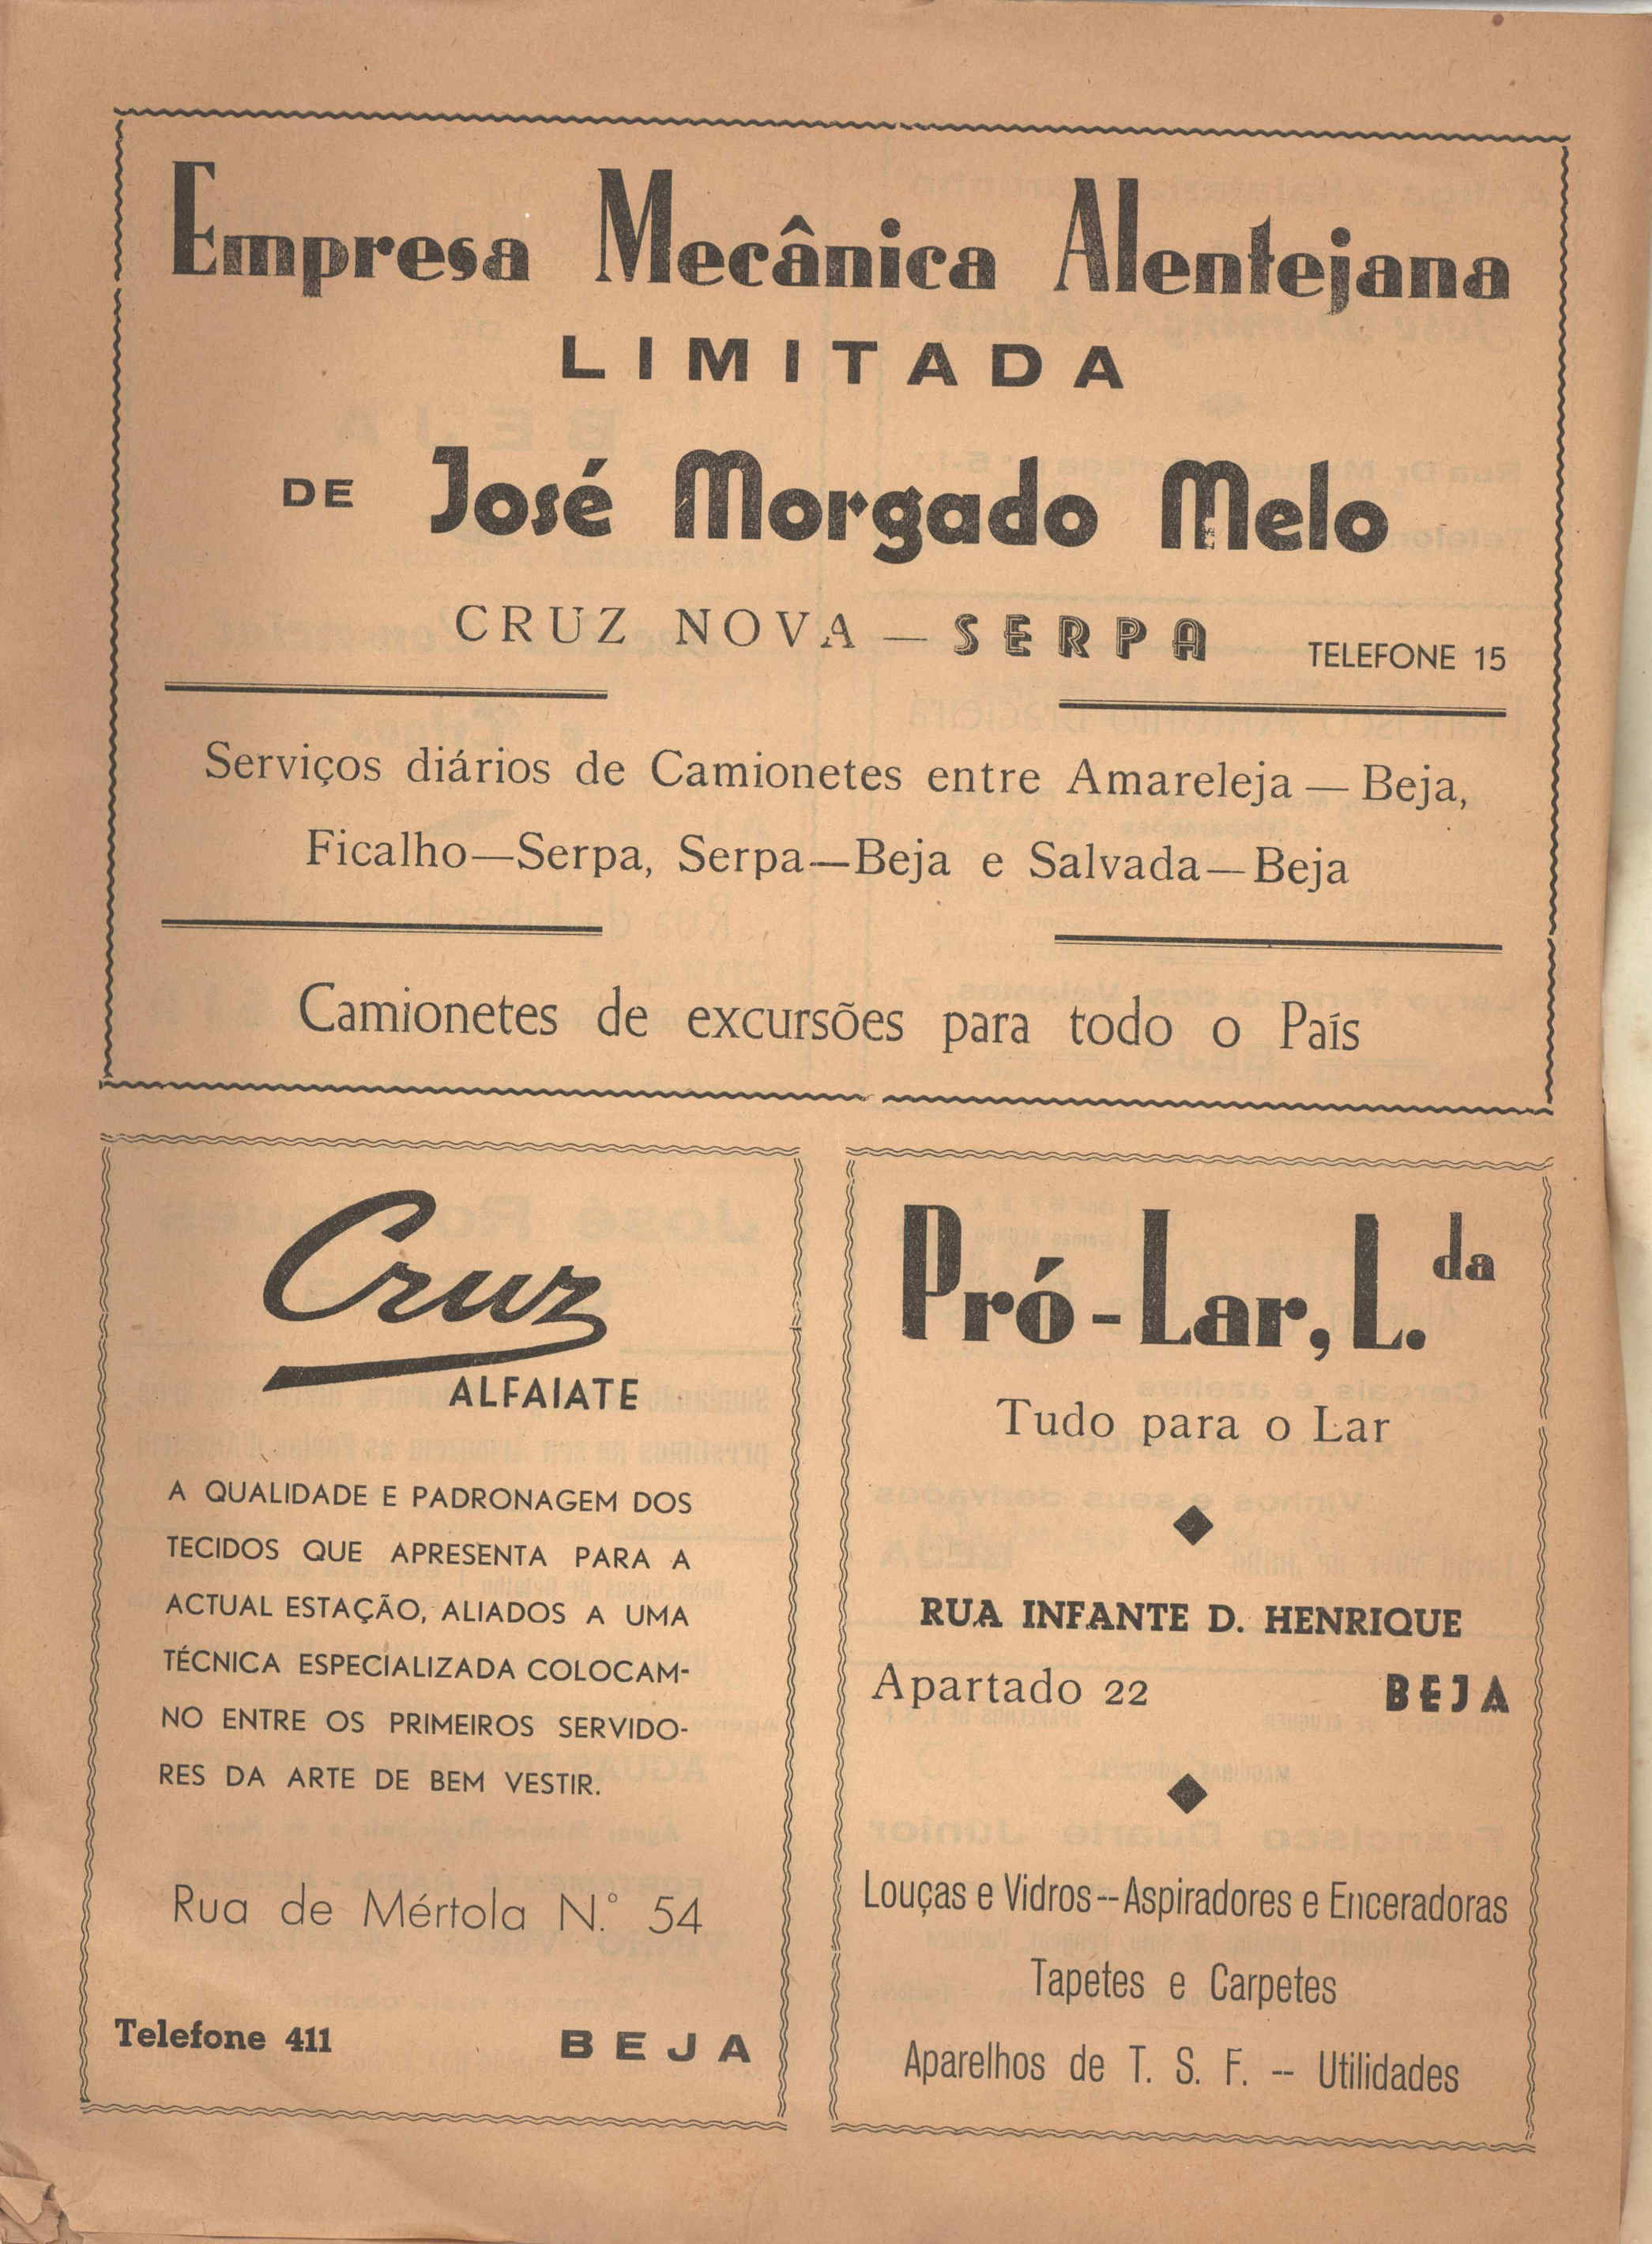 Empresa Mecânica Alentejana
LIMITADA
DE José Morgado Melo
CRUZ NOVA — SERPA TELEFONE 15
Serviços diários de Camionetes entre Amareleja — Beja,
Ficalho—Serpa, Serpa—Beja e Salvada—Beja
Camionetes de excursões para todo o País
Cruz
ALFAIATE
A QUALIDADE E PADRONAGEM DOS
TECIDOS QUE APRESENTA PARA A
ACTUAL ESTAÇÃO, ALIADOS A UMA
TÉCNICA ESPECIALIZADA COLOCAM-
NO ENTRE OS PRIMEIROS SERVIDO-
RES DA ARTE DE BEM VESTIR.
Rua de Mértola N.° 54
Telefone 411 BEJA
Pró-Lar, L.da
Tudo para o Lar
RUA INFANTE D. HENRIQUE
Apartado 22 BEJA
Louças e Vidros--Aspiradores e Enceradoras
Tapetes e Carpetes
Aparelhos de T. S. F. -- Utilidades